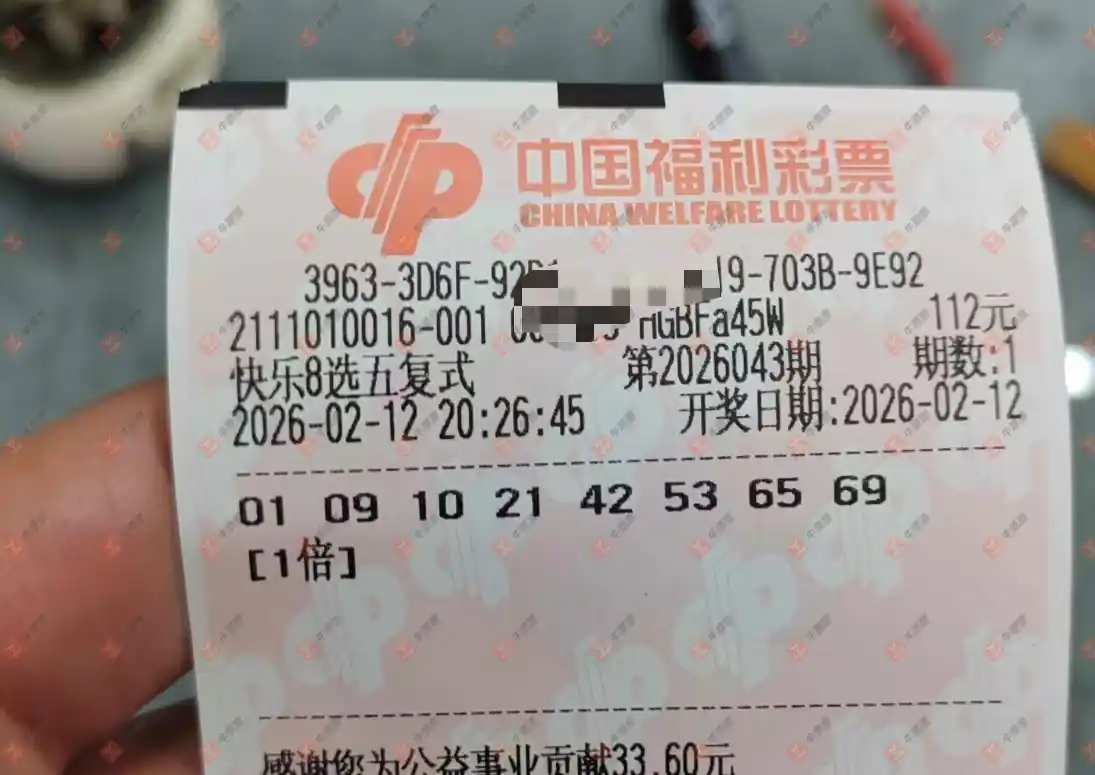 中国福利彩票
CHINA WELFARE LOTTERY
3963-3D6F-92 9-703B-9E92
2111010016-001 HGBFa45W 112元
快乐8选五复式 第2026043期 期数:1
2026-02-12 20:26:45 开奖日期:2026-02-12
01 09 10 21 42 53 65 69
[1倍]
感谢您为公益事业贡献33.60元